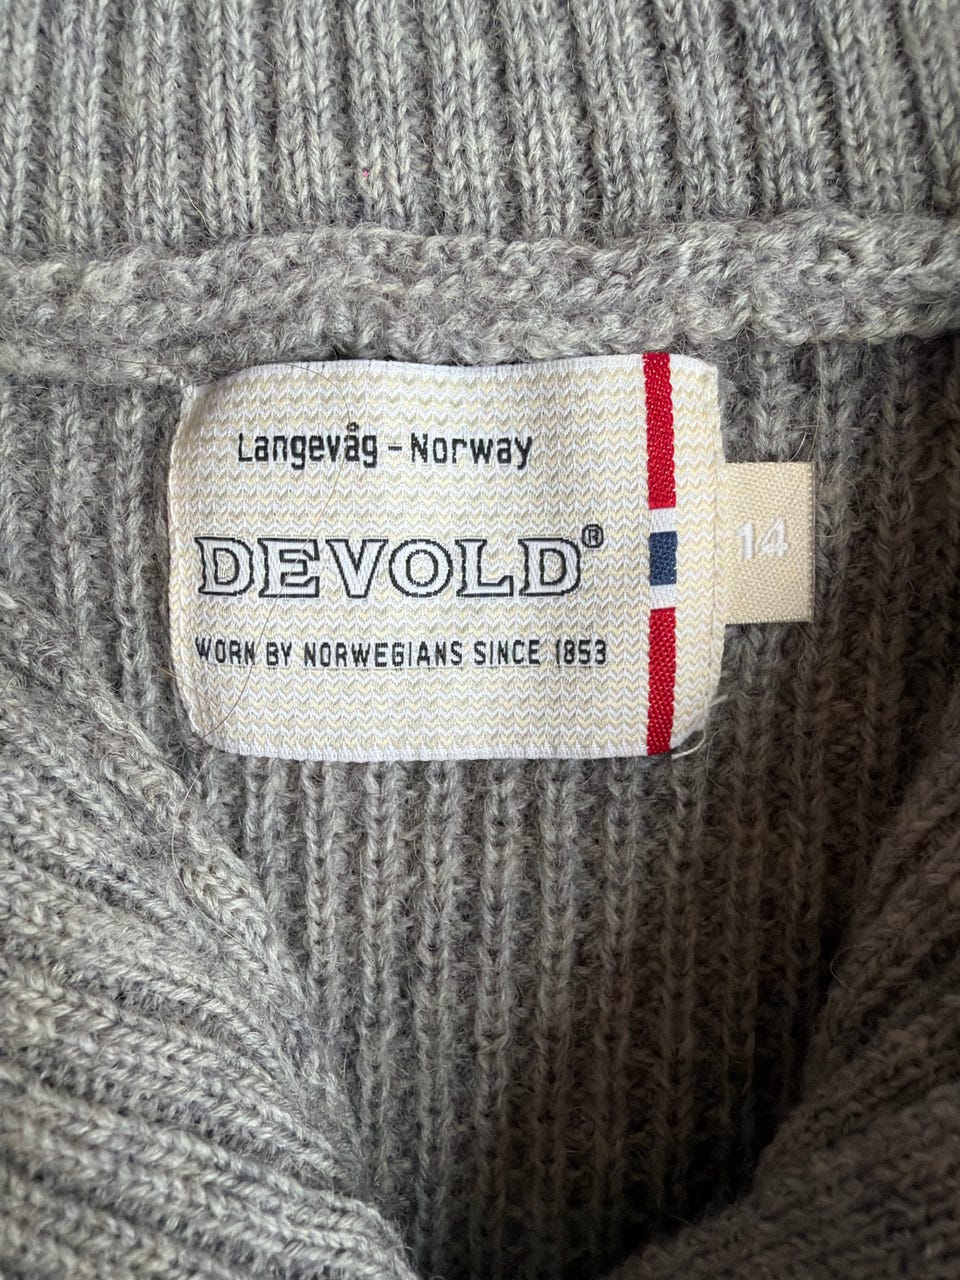 Langevåg - Norway
DEVOLD®
WORN BY NORWEGIANS SINCE 1853
14